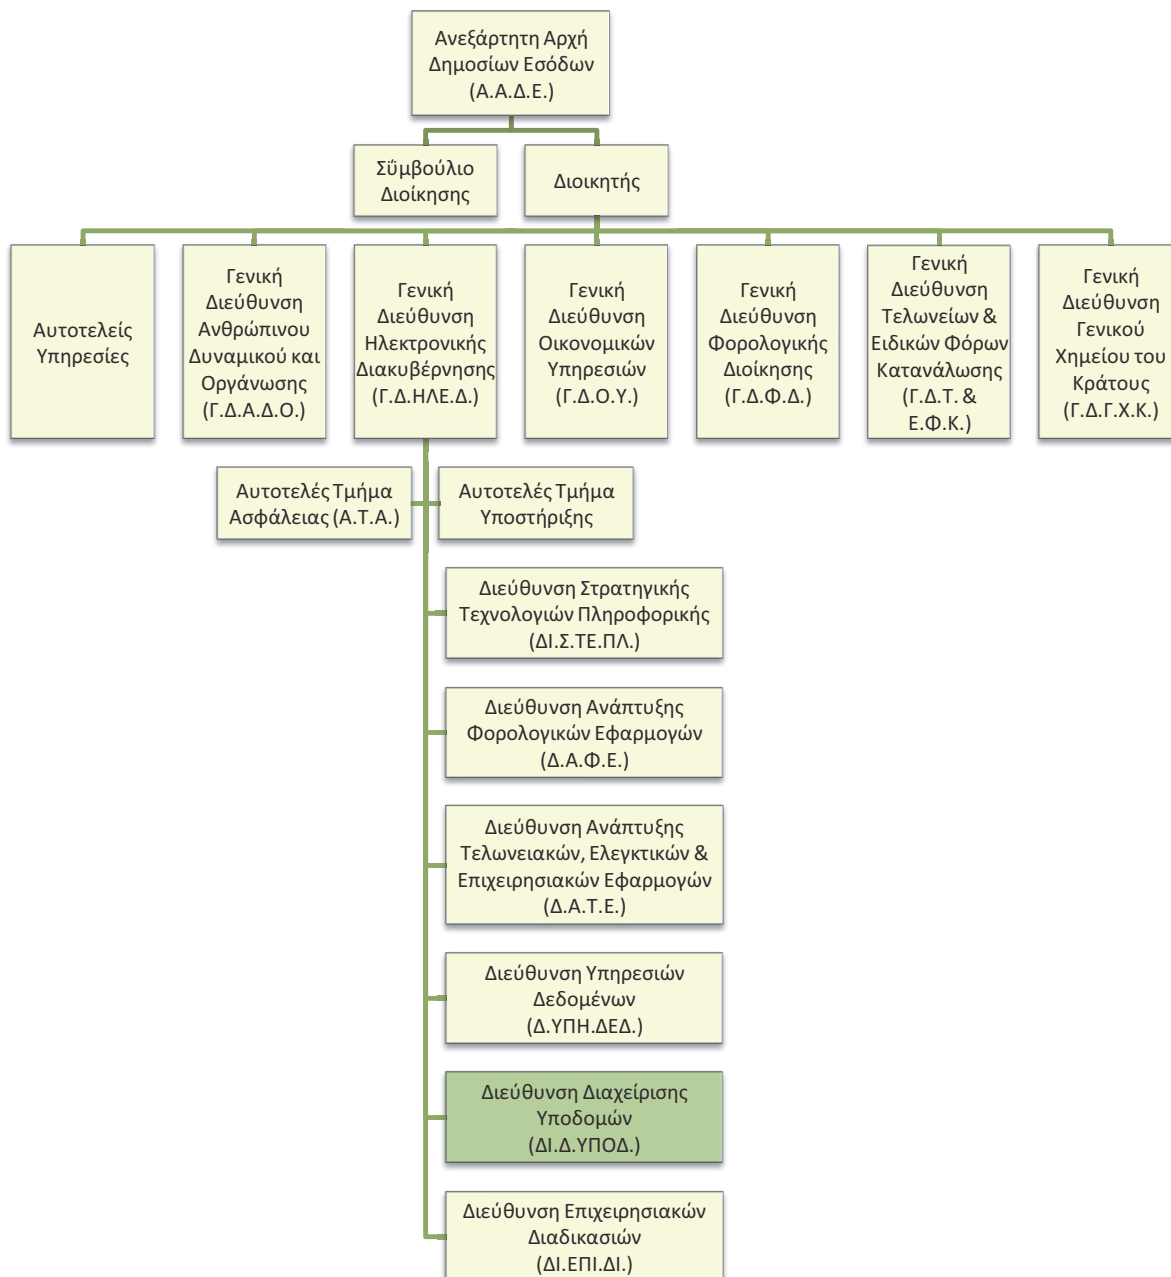 Ανεξάρτητη Αρχή
Δημοσίων Εσόδων
(Α.Α.Δ.Ε.)
Σΰμβούλιο
Διοίκησης
Διοικητής
Αυτοτελείς
Υπηρεσίες
Γενική
Διεύθυνση
Ανθρώπινου
Δυναμικού και
Οργάνωσης
(Γ.Δ.Α.Δ.Ο.)
Γενική
Διεύθυνση
Ηλεκτρονικής
Διακυβέρνησης
(Γ.Δ.ΗΛΕ.Δ.)
Γενική
Διεύθυνση
Οικονομικών
Υπηρεσιών
(Γ.Δ.Ο.Υ.)
Γενική
Διεύθυνση
Φορολογικής
Διοίκησης
(Γ.Δ.Φ.Δ.)
Γενική
Διεύθυνση
Τελωνείων &
Ειδικών Φόρων
Κατανάλωσης
(Γ.Δ.Τ. &
Ε.Φ.Κ.)
Γενική
Διεύθυνση
Γενικού
Χημείου του
Κράτους
(Γ.Δ.Γ.Χ.Κ.)
Αυτοτελές Τμήμα
Ασφάλειας (Α.Τ.Α.)
Αυτοτελές Τμήμα
Υποστήριξης
Διεύθυνση Στρατηγικής
Τεχνολογιών Πληροφορικής
(ΔΙ.Σ.ΤΕ.ΠΛ.)
Διεύθυνση Ανάπτυξης
Φορολογικών Εφαρμογών
(Δ.Α.Φ.Ε.)
Διεύθυνση Ανάπτυξης
Τελωνειακών, Ελεγκτικών &
Επιχειρησιακών Εφαρμογών
(Δ.Α.Τ.Ε.)
Διεύθυνση Υπηρεσιών
Δεδομένων
(Δ.ΥΠΗ.ΔΕΔ.)
Διεύθυνση Διαχείρισης
Υποδομών
(ΔΙ.Δ.ΥΠΟΔ.)
Διεύθυνση Επιχειρησιακών
Διαδικασιών
(ΔΙ.ΕΠΙ.ΔΙ.)